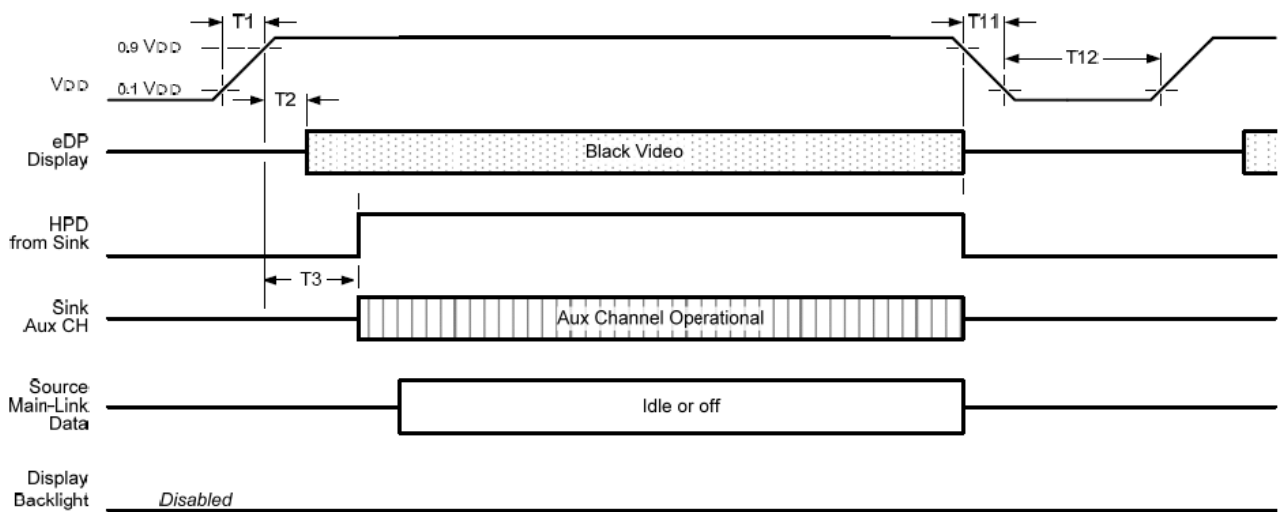 T1
T11
0.9 VDD
T12
VDD
0.1 VDD
T2
eDP
Display
Black Video
HPD
from Sink
T3
Sink
Aux CH
Aux Channel Operational
Source
Main-Link
Data
Idle or off
Display
Backlight
Disabled